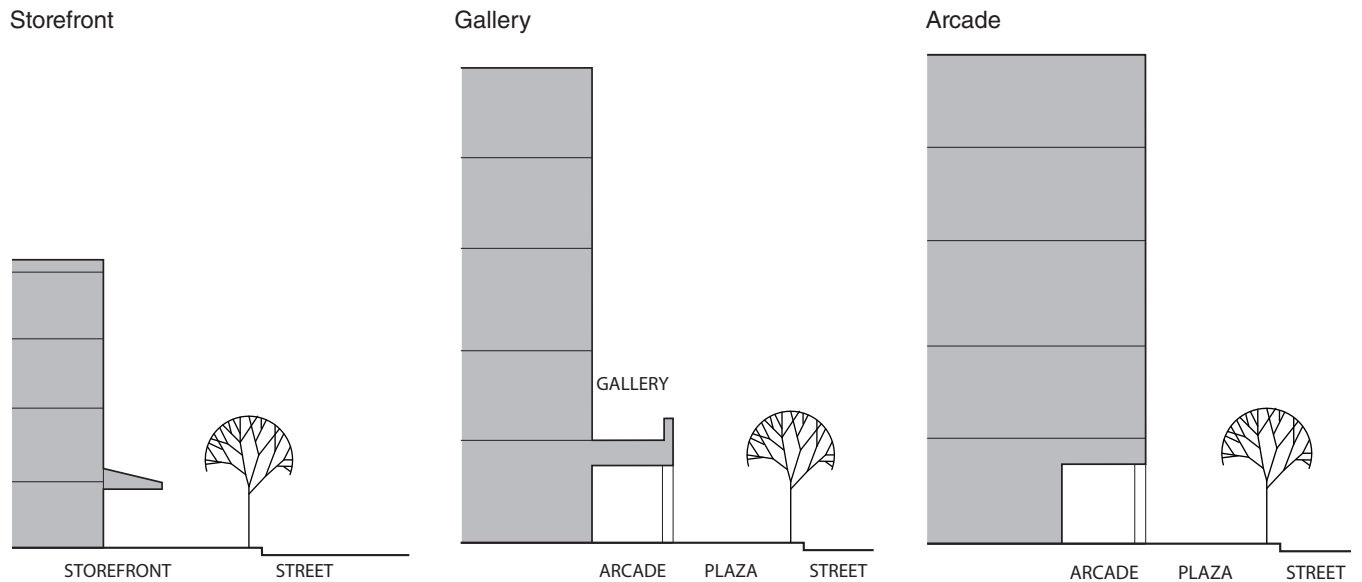 Storefront
Gallery
Arcade
GALLERY
STOREFRONT STREET
ARCADE PLAZA STREET
ARCADE PLAZA STREET